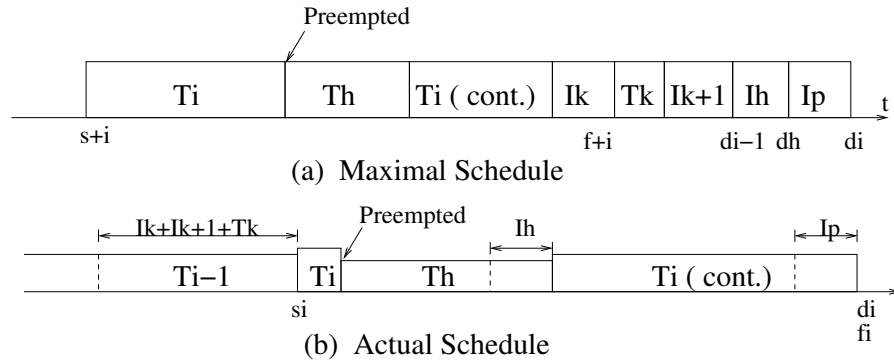 Preempted
Ti Th Ti ( cont.) Ik Tk Ik+1 Ih Ip
t
s+i f+i di−1 dh di
(a) Maximal Schedule
Preempted
Ik+Ik+1+Tk Ih Ip
Ti−1 Ti Th Ti ( cont.)
si di
fi
(b) Actual Schedule